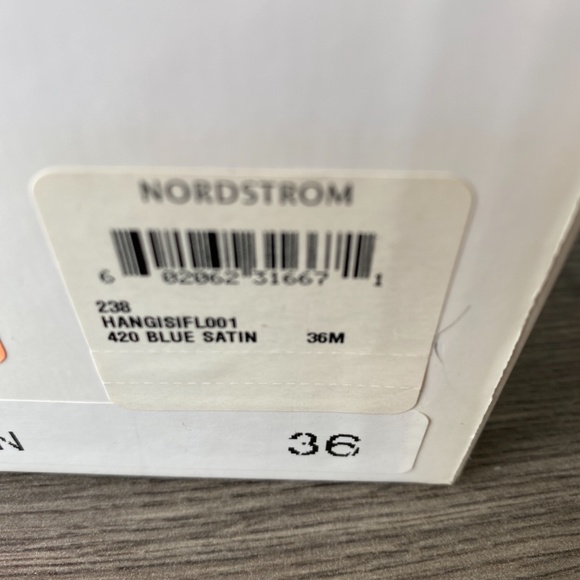 NORDSTROM
6 02062 31667 1
238
HANGISIFL001
420 BLUE SATIN 36M
N 36